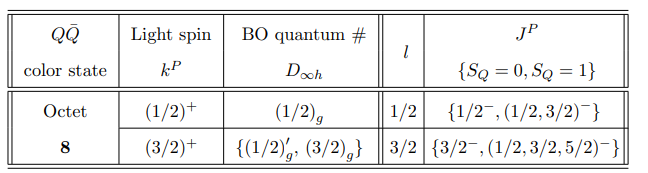 QQ̄ Light spin BO quantum # l J^P
color state k^P D_{∞h} {S_Q = 0, S_Q = 1}
Octet (1/2)^+ (1/2)_g 1/2 {1/2^-, (1/2, 3/2)^-}
8 (3/2)^+ {(1/2)'_g, (3/2)_g} 3/2 {3/2^-, (1/2, 3/2, 5/2)^-}